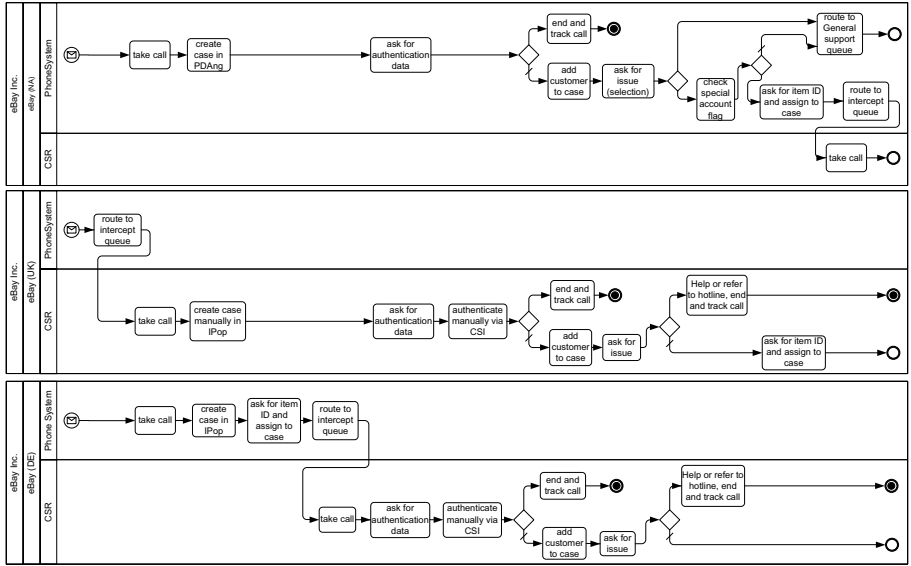 eBay Inc.
eBay (NA)
PhoneSystem
take call
create
case in
PDAng
ask for
authentication
data
end and
track call
add
customer
to case
ask for
issue
(selection)
check
special
account
flag
route to
General
support
queue
ask for item ID
and assign to
case
route to
intercept
queue
CSR
take call
eBay Inc.
eBay (UK)
PhoneSystem
route to
intercept
queue
CSR
take call
create case
manually in
IPop
ask for
authentication
data
authenticate
manually via
CSI
end and
track call
add
customer
to case
ask for
issue
Help or refer
to hotline, end
and track call
ask for item ID
and assign to
case
eBay Inc.
eBay (DE)
Phone System
take call
create
case in
IPop
ask for item
ID and
assign to
case
route to
intercept
queue
CSR
take call
ask for
authentication
data
authenticate
manually via
CSI
end and
track call
add
customer
to case
ask for
issue
Help or refer to
hotline, end
and track call